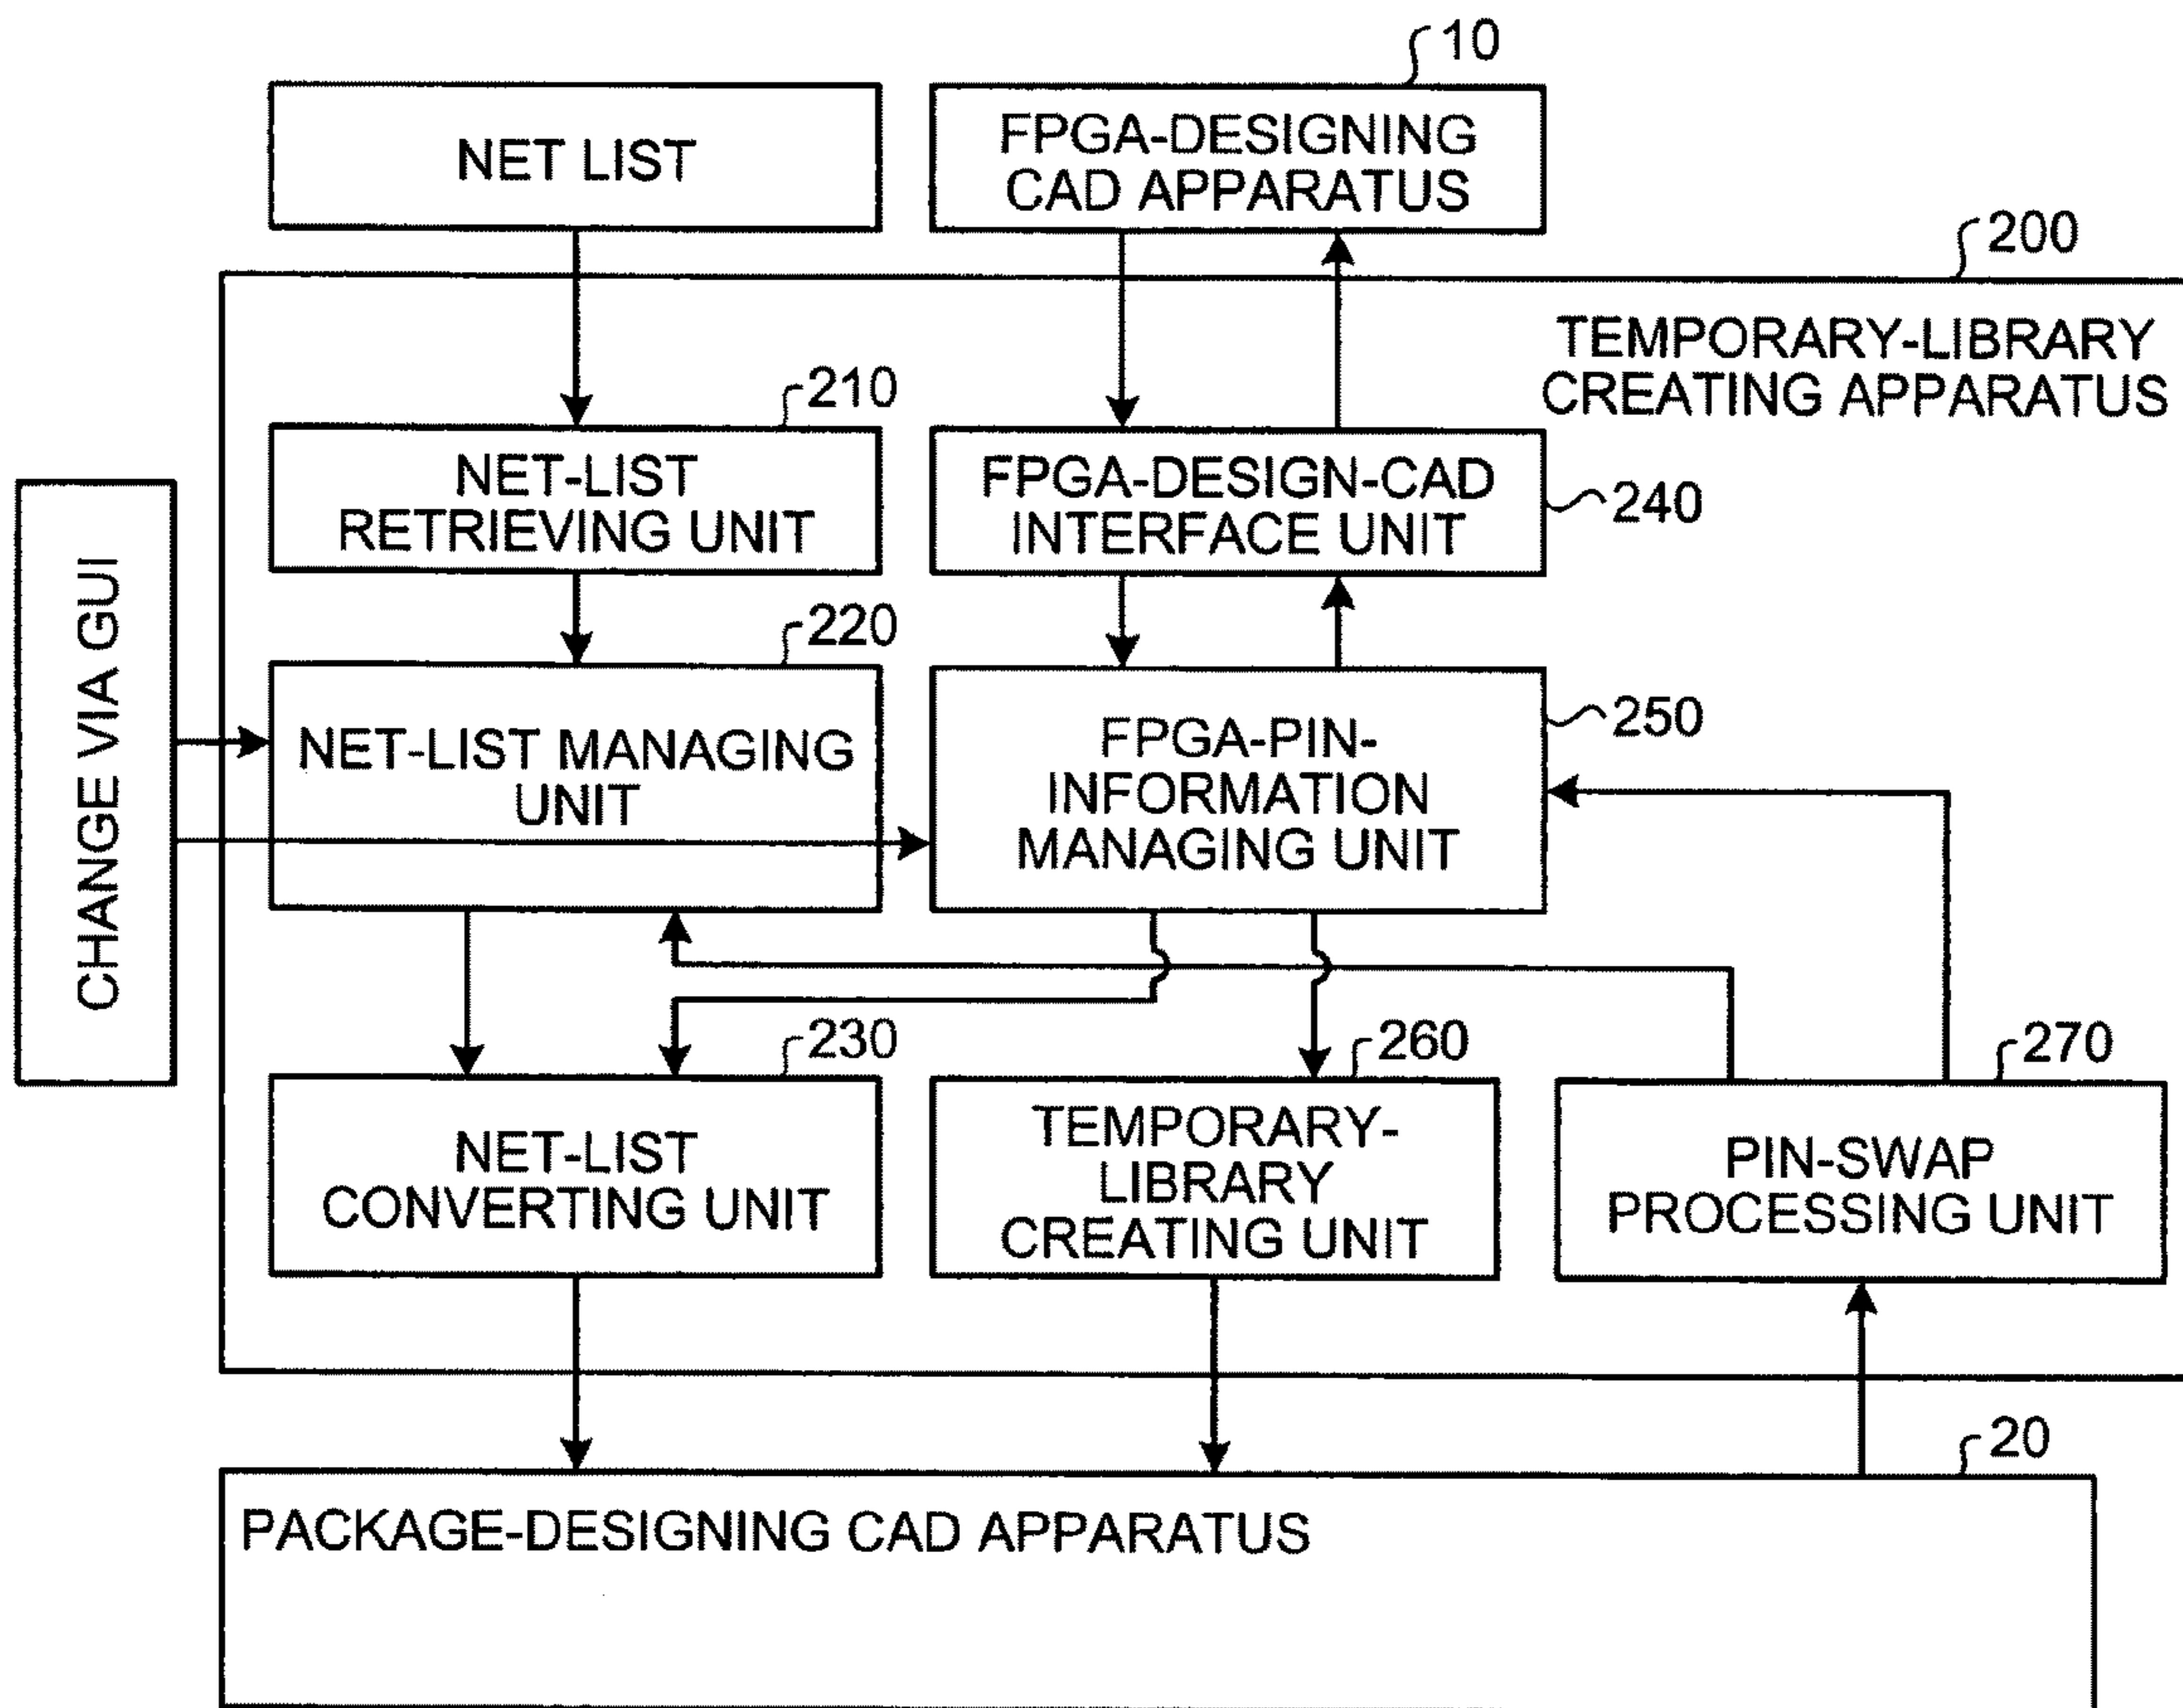 10
NET LIST
FPGA-DESIGNING
CAD APPARATUS
200
TEMPORARY-LIBRARY
CREATING APPARATUS
210
NET-LIST
RETRIEVING UNIT
FPGA-DESIGN-CAD
INTERFACE UNIT
240
CHANGE VIA GUI
220
NET-LIST MANAGING
UNIT
FPGA-PIN-
INFORMATION
MANAGING UNIT
250
230
NET-LIST
CONVERTING UNIT
260
TEMPORARY-
LIBRARY
CREATING UNIT
270
PIN-SWAP
PROCESSING UNIT
20
PACKAGE-DESIGNING CAD APPARATUS